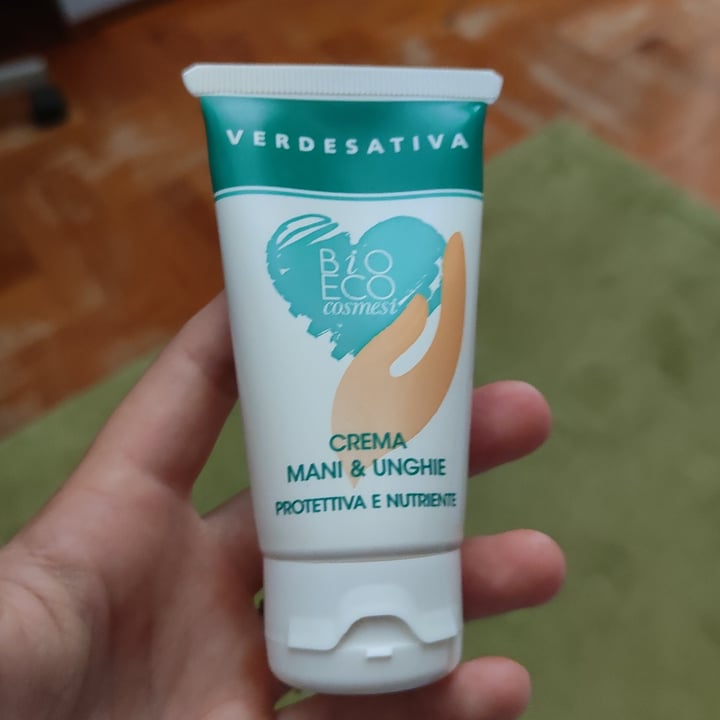 VERDESATIVA
BiO
ECO
cosmesi
CREMA
MANI & UNGHIE
PROTETTIVA E NUTRIENTE